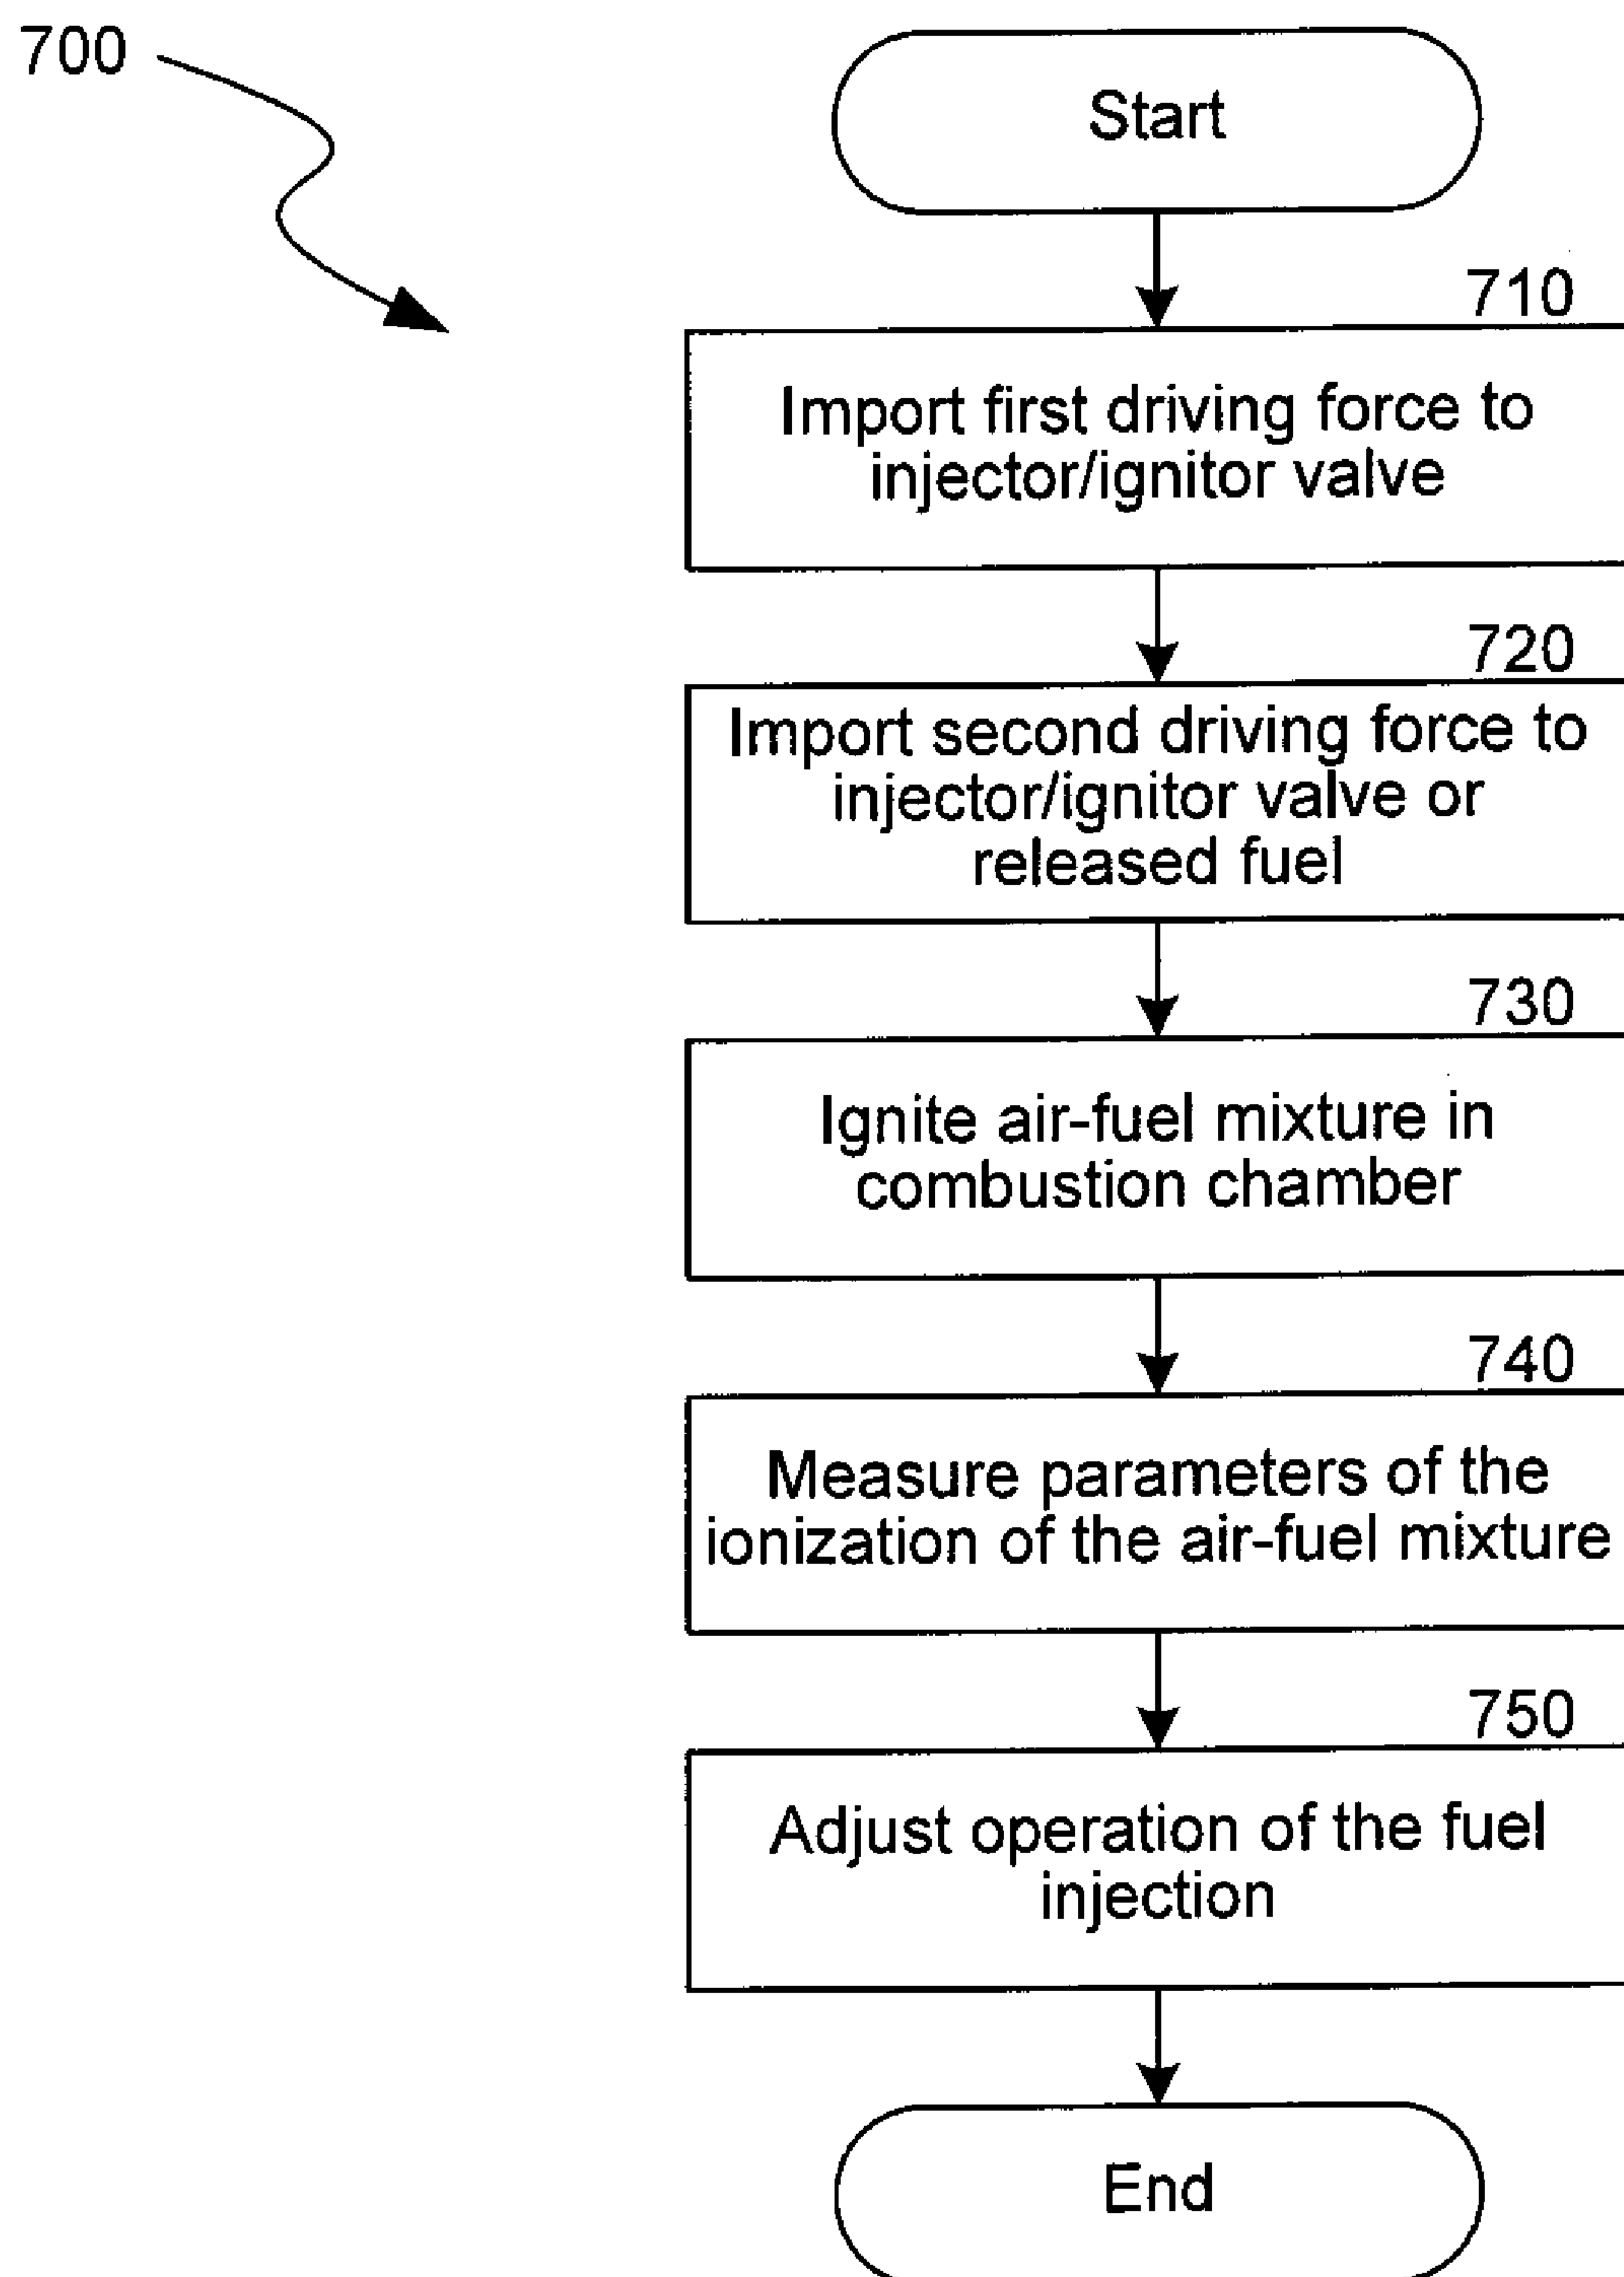 700
Start
710
Import first driving force to
injector/ignitor valve
720
Import second driving force to
injector/ignitor valve or
released fuel
730
Ignite air-fuel mixture in
combustion chamber
740
Measure parameters of the
ionization of the air-fuel mixture
750
Adjust operation of the fuel
injection
End